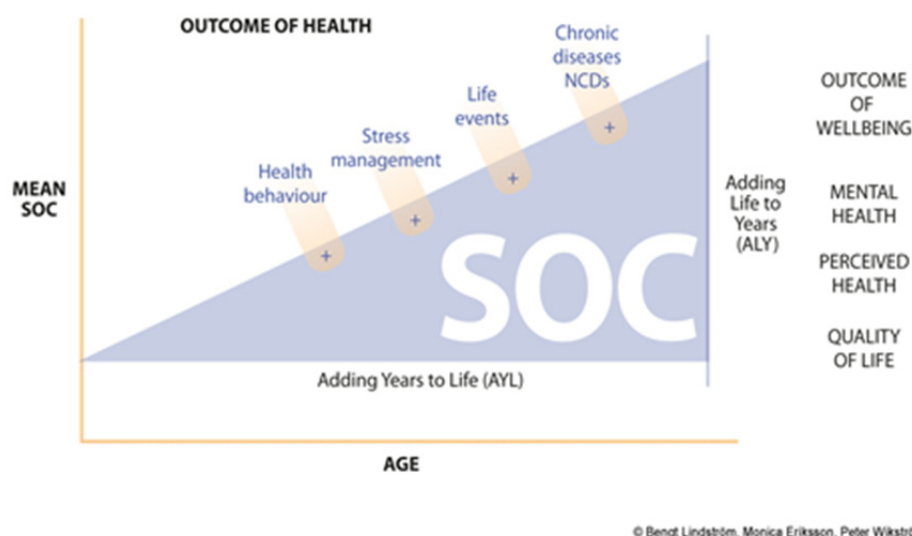 OUTCOME OF HEALTH
Chronic
diseases
NCDs
Life
events
Stress
management
Health
behaviour
+
+
+
+
MEAN
SOC
SOC
Adding
Life to
Years
(ALY)
OUTCOME
OF
WELLBEING
MENTAL
HEALTH
PERCEIVED
HEALTH
QUALITY
OF LIFE
Adding Years to Life (AYL)
AGE
© Bengt Lindström, Monica Eriksson, Peter